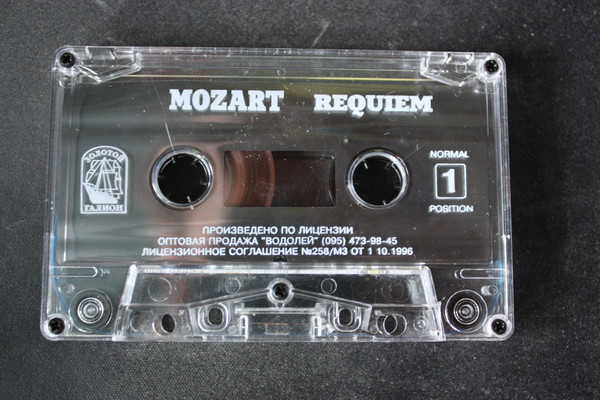 MOZART REQUIEM
ЗОЛОТОЙ
ГАЛИОН
NORMAL
1
POSITION
ПРОИЗВЕДЕНО ПО ЛИЦЕНЗИИ
ОПТОВАЯ ПРОДАЖА "ВОДОЛЕЙ" (095) 473-98-45
ЛИЦЕНЗИОННОЕ СОГЛАШЕНИЕ №258/МЗ ОТ 1 10.1996